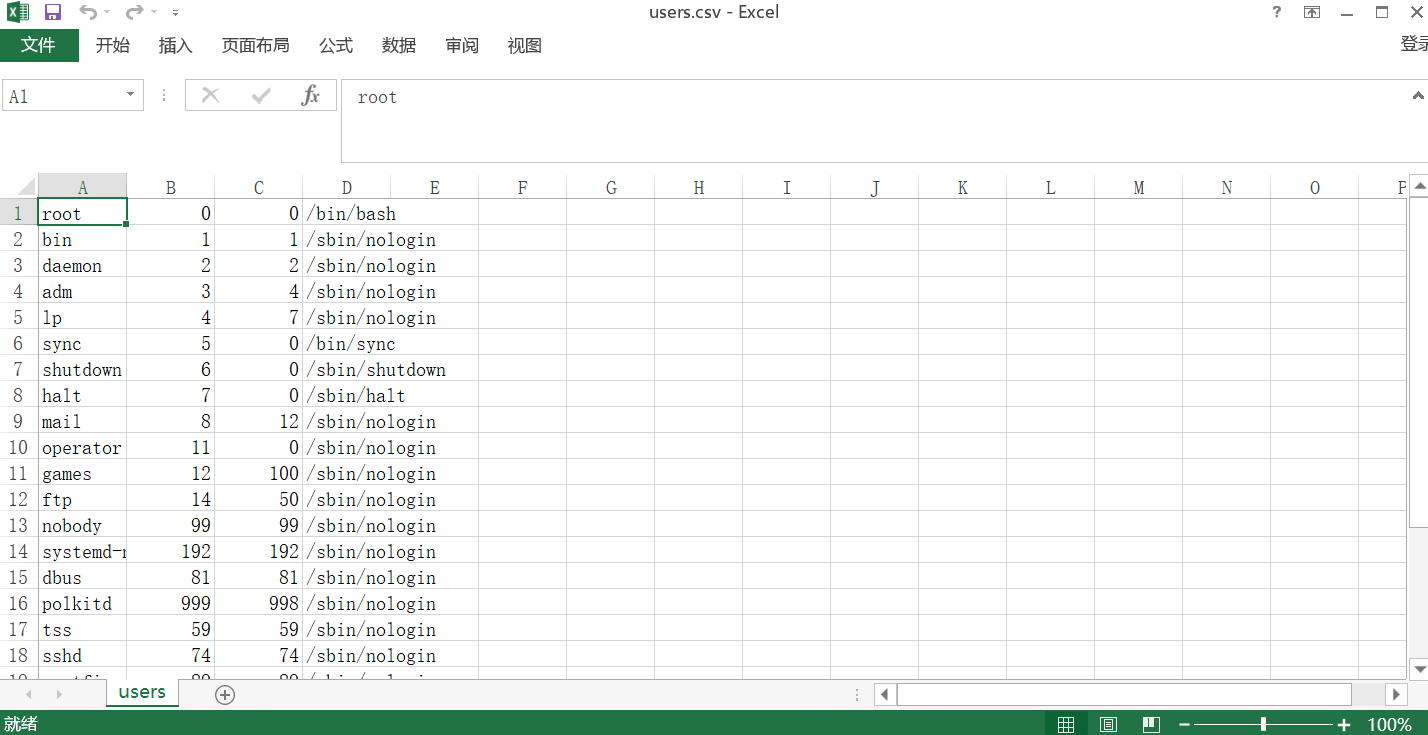 users.csv - Excel
?
文件 开始 插入 页面布局 公式 数据 审阅 视图 登录
A1 fx root
A B C D E F G H I J K L M N O P
1 root 0 0 /bin/bash
2 bin 1 1 /sbin/nologin
3 daemon 2 2 /sbin/nologin
4 adm 3 4 /sbin/nologin
5 lp 4 7 /sbin/nologin
6 sync 5 0 /bin/sync
7 shutdown 6 0 /sbin/shutdown
8 halt 7 0 /sbin/halt
9 mail 8 12 /sbin/nologin
10 operator 11 0 /sbin/nologin
11 games 12 100 /sbin/nologin
12 ftp 14 50 /sbin/nologin
13 nobody 99 99 /sbin/nologin
14 systemd- 192 192 /sbin/nologin
15 dbus 81 81 /sbin/nologin
16 polkitd 999 998 /sbin/nologin
17 tss 59 59 /sbin/nologin
18 sshd 74 74 /sbin/nologin
users
就绪 100%